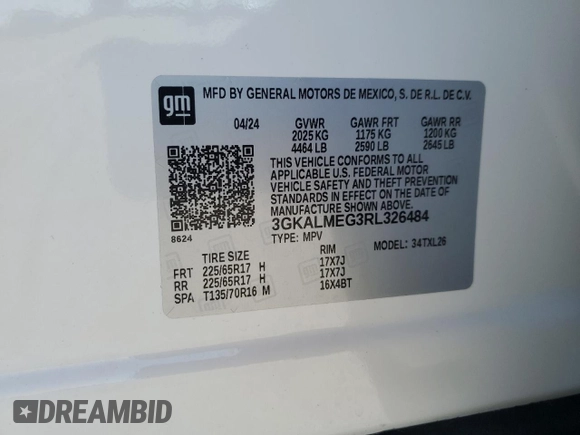 gm
MFD BY GENERAL MOTORS DE MEXICO, S. DE R.L. DE C.V.
04/24 GVWR GAWR FRT GAWR RR
2025 KG 1175 KG 1200 KG
4464 LB 2590 LB 2645 LB
THIS VEHICLE CONFORMS TO ALL
APPLICABLE U.S. FEDERAL MOTOR
VEHICLE SAFETY AND THEFT PREVENTION
STANDARDS IN EFFECT ON THE DATE OF
MANUFACTURE SHOWN ABOVE.
3GKALMEG3RL326484
8624 TYPE: MPV MODEL: 34TXL26
TIRE SIZE RIM
FRT 225/65R17 H 17X7J
RR 225/65R17 H 17X7J
SPA T135/70R16 M 16X4BT
DREAMBID